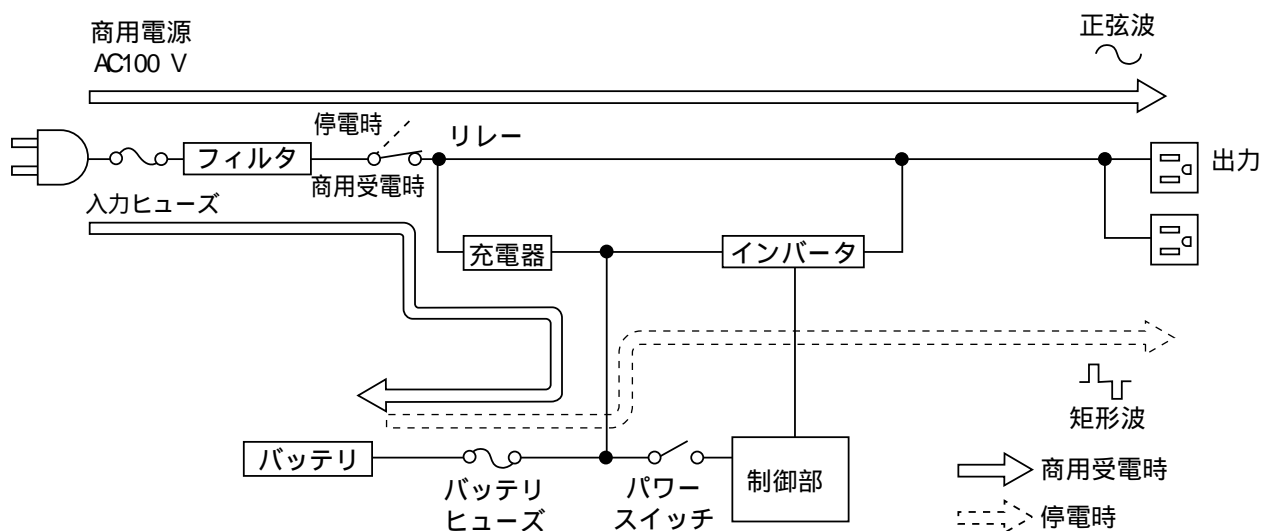 商用電源
AC100 V
正弦波
停電時
リレー
フィルタ
出力
商用受電時
入力ヒューズ
充電器
インバータ
矩形波
バッテリ
制御部
商用受電時
バッテリ
ヒューズ
パワー
スイッチ
停電時